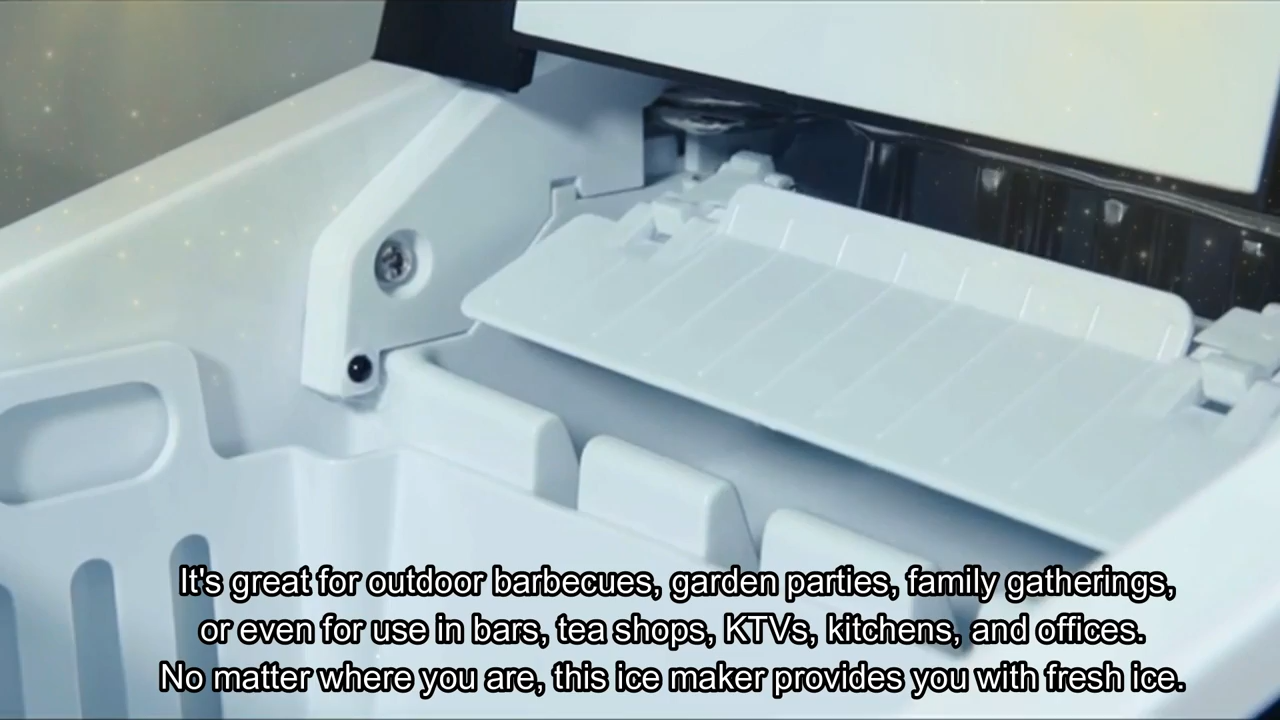 It's great for outdoor barbecues, garden parties, family gatherings,
or even for use in bars, tea shops, KTVs, kitchens, and offices.
No matter where you are, this ice maker provides you with fresh ice.